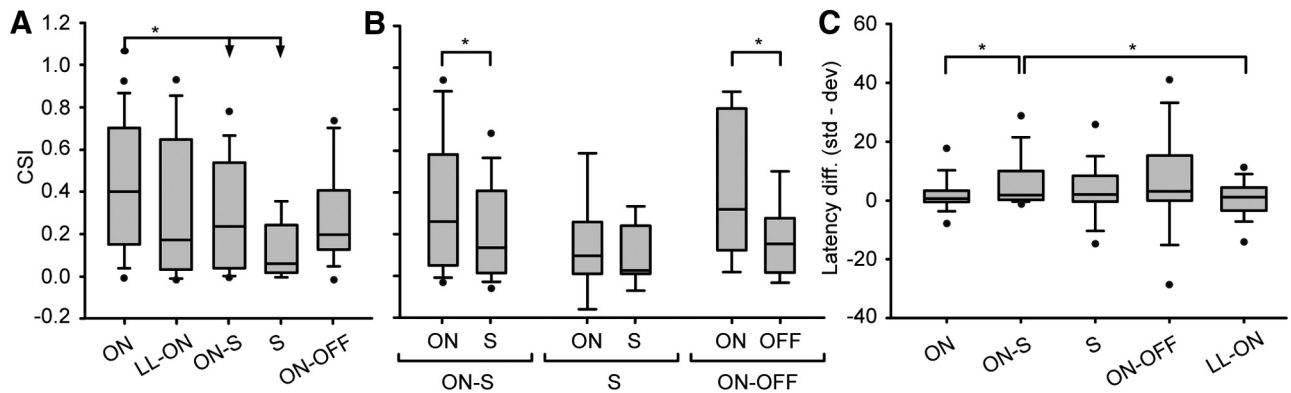 A
CSI
1.2
1.0
0.8
0.6
0.4
0.2
0.0
-0.2
*
ON
LL-ON
ON-S
S
ON-OFF
B
*
*
ON S ON S ON OFF
ON-S S ON-OFF
C
Latency diff. (std - dev)
60
40
20
0
-20
-40
*
*
ON
ON-S
S
ON-OFF
LL-ON